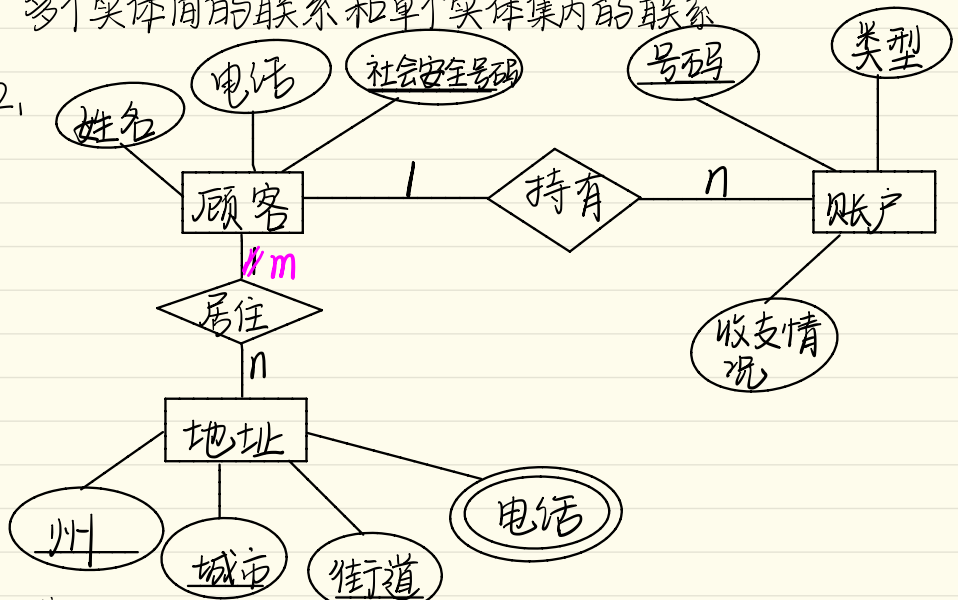 多个实体间的联系和单个实体集内的联系
2,
姓名
电话
社会安全号码
号码
类型
顾客
1
持有
n
账户
m
居住
n
收支情
况
地址
州
城市
街道
电话